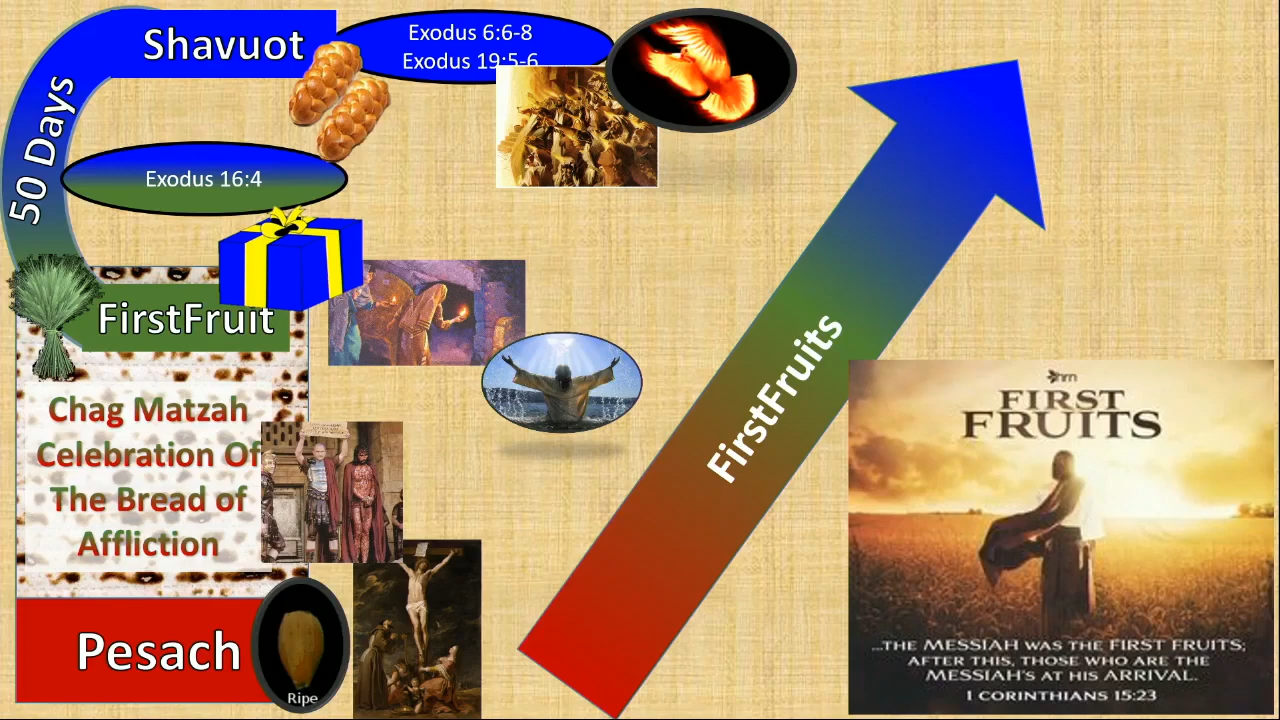 Shavuot
Exodus 6:6-8
Exodus 19:5-6
50 Days
Exodus 16:4
FirstFruit
Chag Matzah
Celebration Of
The Bread of
Affliction
Pesach
Ripe
FirstFruits
hrn
FIRST
FRUITS
...THE MESSIAH WAS THE FIRST FRUITS;
AFTER THIS, THOSE WHO ARE THE
MESSIAH'S AT HIS ARRIVAL.
1 CORINTHIANS 15:23